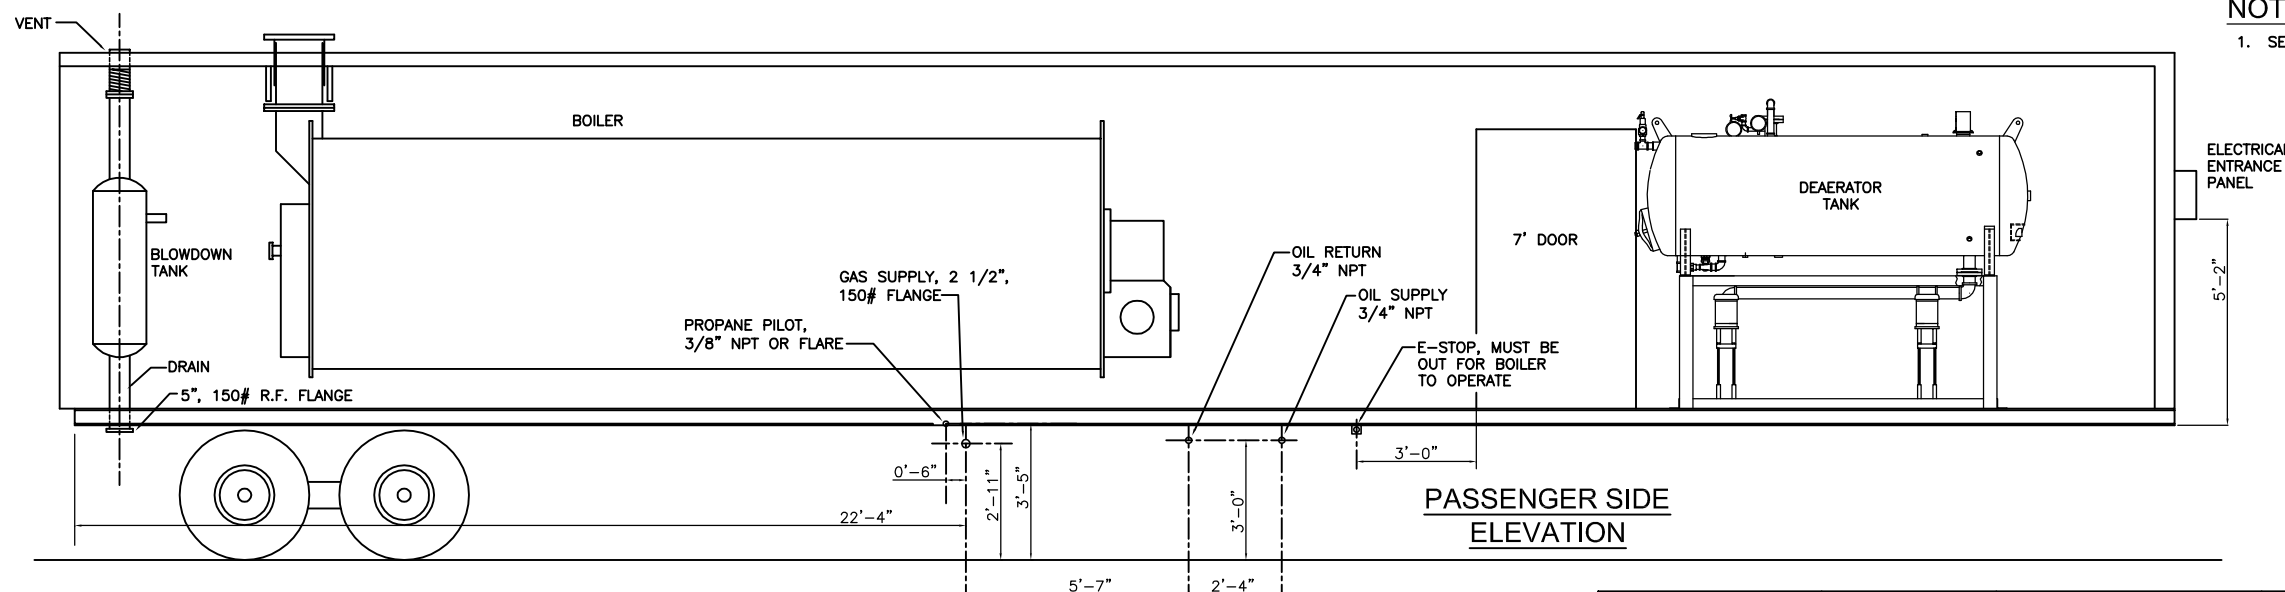 VENT
BOILER
BLOWDOWN
TANK
DRAIN
5", 150# R.F. FLANGE
GAS SUPPLY, 2 1/2",
150# FLANGE
PROPANE PILOT,
3/8" NPT OR FLARE
OIL RETURN
3/4" NPT
OIL SUPPLY
3/4" NPT
E-STOP, MUST BE
OUT FOR BOILER
TO OPERATE
7' DOOR
DEAERATOR
TANK
ELECTRICAL
ENTRANCE
PANEL
5'-2"
0'-6"
2'-11"
3'-5"
3'-0"
3'-0"
22'-4"
5'-7"
2'-4"
PASSENGER SIDE
ELEVATION
NOT
1. SE